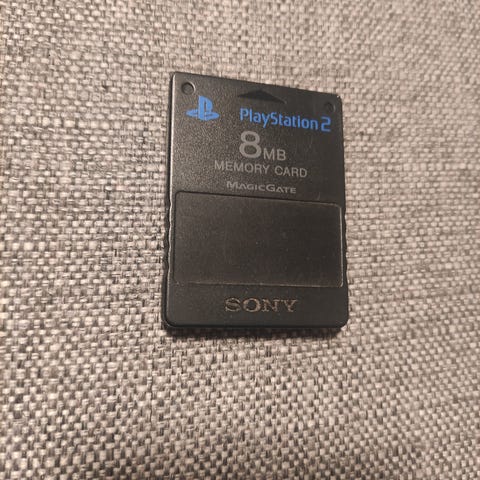 PlayStation 2
8MB
MEMORY CARD
MAGICGATE
SONY